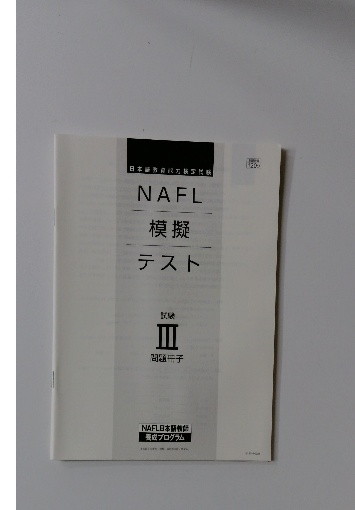 日本語教育能力検定試験
NAFL
模擬
テスト
試験
III
問題冊子
NAFL日本語教師
養成プログラム